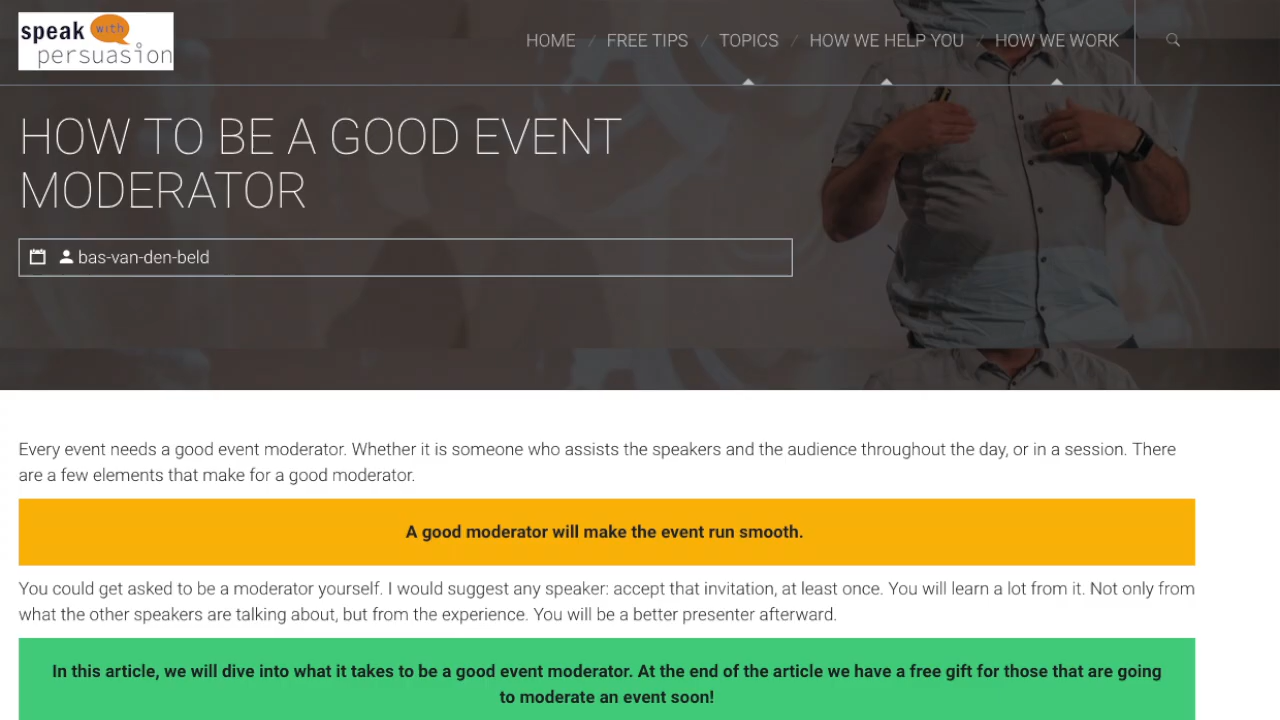 speak with
persuasion
HOME / FREE TIPS / TOPICS / HOW WE HELP YOU / HOW WE WORK
HOW TO BE A GOOD EVENT
MODERATOR
bas-van-den-beld
Every event needs a good event moderator. Whether it is someone who assists the speakers and the audience throughout the day, or in a session. There
are a few elements that make for a good moderator.
A good moderator will make the event run smooth.
You could get asked to be a moderator yourself. I would suggest any speaker: accept that invitation, at least once. You will learn a lot from it. Not only from
what the other speakers are talking about, but from the experience. You will be a better presenter afterward.
In this article, we will dive into what it takes to be a good event moderator. At the end of the article we have a free gift for those that are going
to moderate an event soon!